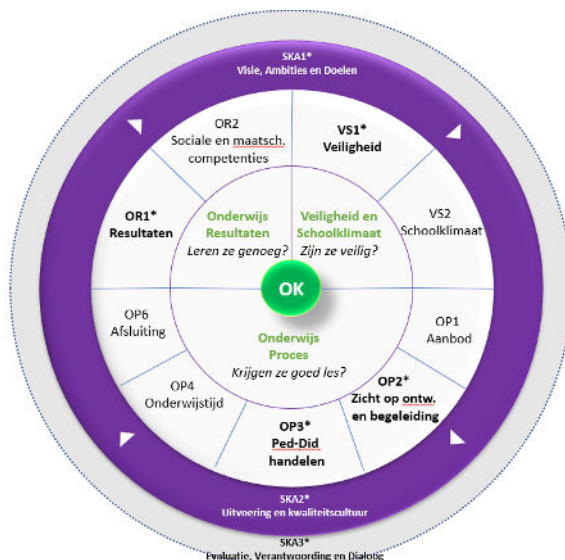 SKA1*
Visie, Ambities en Doelen
OR2
Sociale en maatsch.
competenties
VS1*
Veiligheid
OR1*
Resultaten
Onderwijs
Resultaten
Leren ze genoeg?
Veiligheid en
Schoolklimaat
Zijn ze veilig?
VS2
Schoolklimaat
OK
OP6
Afsluiting
Onderwijs
Proces
Krijgen ze goed les?
OP1
Aanbod
OP4
Onderwijstijd
OP2*
Zicht op ontw.
en begeleiding
OP3*
Ped-Did
handelen
SKA2*
Uitvoering en kwaliteitscultuur
SKA3*
Evaluatie, Verantwoording en Dialoog